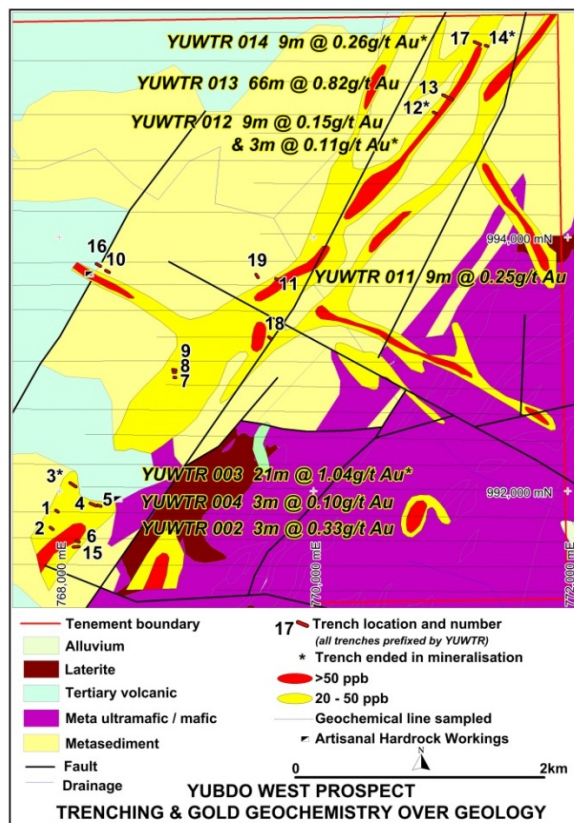 YUWTR 014 9m @ 0.26g/t Au*
17
14*
YUWTR 013 66m @ 0.82g/t Au
13
12*
YUWTR 012 9m @ 0.15g/t Au
& 3m @ 0.11g/t Au*
994,000 mN
16
10
19
11
YUWTR 011 9m @ 0.25g/t Au
18
9
8
7
3*
YUWTR 003 21m @ 1.04g/t Au*
4
5
YUWTR 004 3m @ 0.10g/t Au
992,000 mN
1
2
YUWTR 002 3m @ 0.33g/t Au
6
15
768,000 mE
770,000 mE
772,000 mE
Tenement boundary
Alluvium
Laterite
Tertiary volcanic
Meta ultramafic / mafic
Metasediment
Fault
Drainage
17 Trench location and number
(all trenches prefixed by YUWTR)
* Trench ended in mineralisation
>50 ppb
20 - 50 ppb
Geochemical line sampled
Artisanal Hardrock Workings
N
0 2km
YUBDO WEST PROSPECT
TRENCHING & GOLD GEOCHEMISTRY OVER GEOLOGY